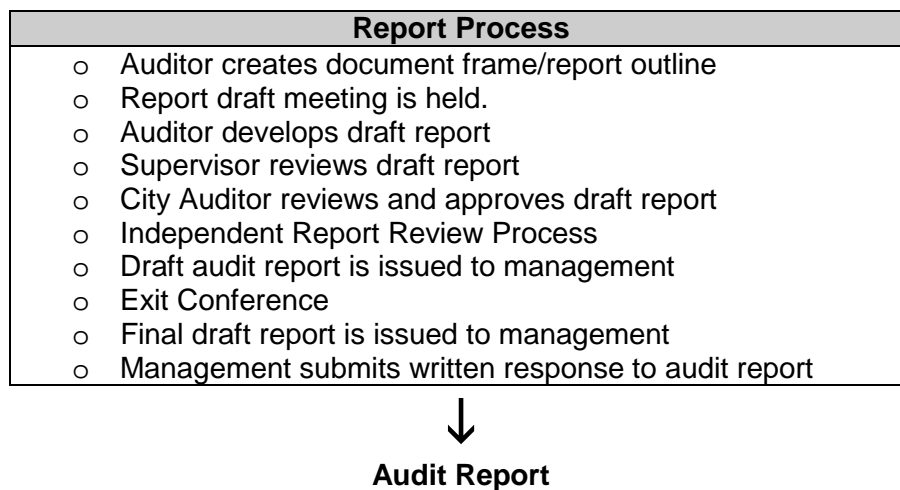 Report Process
o Auditor creates document frame/report outline
o Report draft meeting is held.
o Auditor develops draft report
o Supervisor reviews draft report
o City Auditor reviews and approves draft report
o Independent Report Review Process
o Draft audit report is issued to management
o Exit Conference
o Final draft report is issued to management
o Management submits written response to audit report
↓
Audit Report